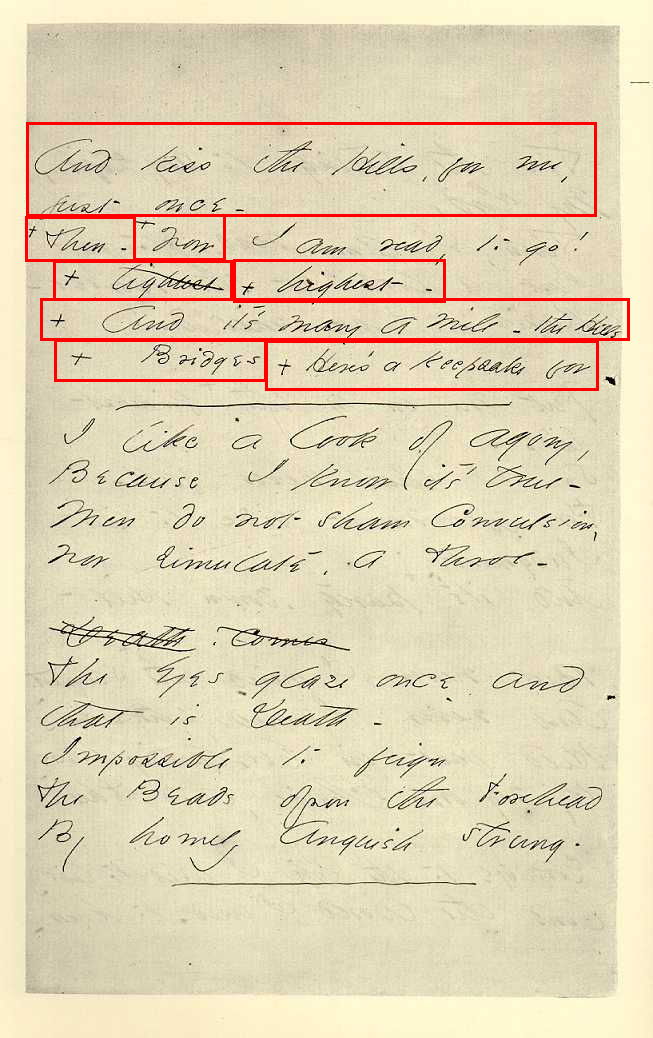 And kiss the Hills, for me,
just once -
+ Then - + now I am ready to go!
+ tightest + highest -
+ And it's many a mile - the Hills
+ Bridges + Here's a keepsake for
I like a look of agony,
Because I know it's true -
Men do not sham Convulsion,
Nor simulate, a throe -
Death, comes
The Eyes glaze once and
that is Death -
Impossible to feign
The Beads upon the Forehead
By homely Anguish strung.